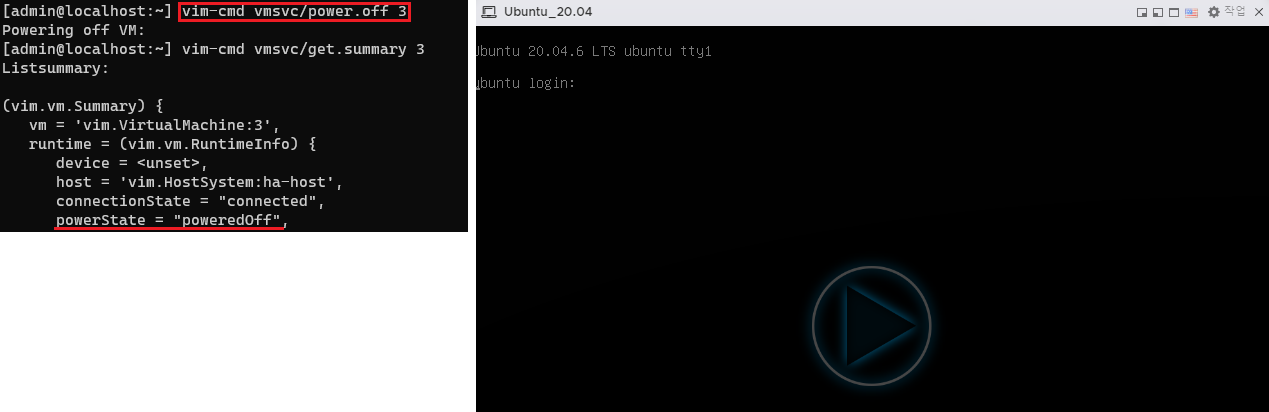 [admin@localhost:~] vim-cmd vmsvc/power.off 3
Powering off VM:
[admin@localhost:~] vim-cmd vmsvc/get.summary 3
Listsummary:
(vim.vm.Summary) {
vm = 'vim.VirtualMachine:3',
runtime = (vim.vm.RuntimeInfo) {
device = <unset>,
host = 'vim.HostSystem:ha-host',
connectionState = "connected",
powerState = "poweredOff",
Ubuntu_20.04
작업
Ubuntu 20.04.6 LTS ubuntu tty1
ubuntu login: